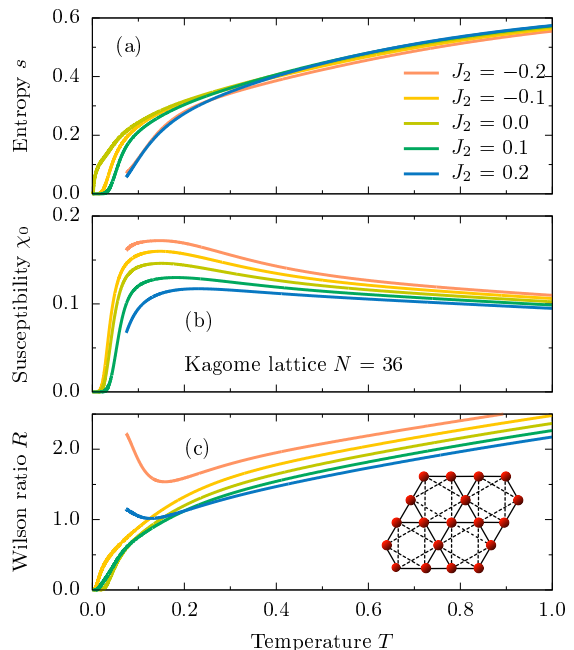 0.6
(a)
Entropy s
0.4
0.2
0.0
J₂ = −0.2
J₂ = −0.1
J₂ = 0.0
J₂ = 0.1
J₂ = 0.2
0.2
Susceptibility χ₀
0.1
(b)
Kagome lattice N = 36
0.0
Wilson ratio R
2.0
(c)
1.0
0.0
0.0 0.2 0.4 0.6 0.8 1.0
Temperature T